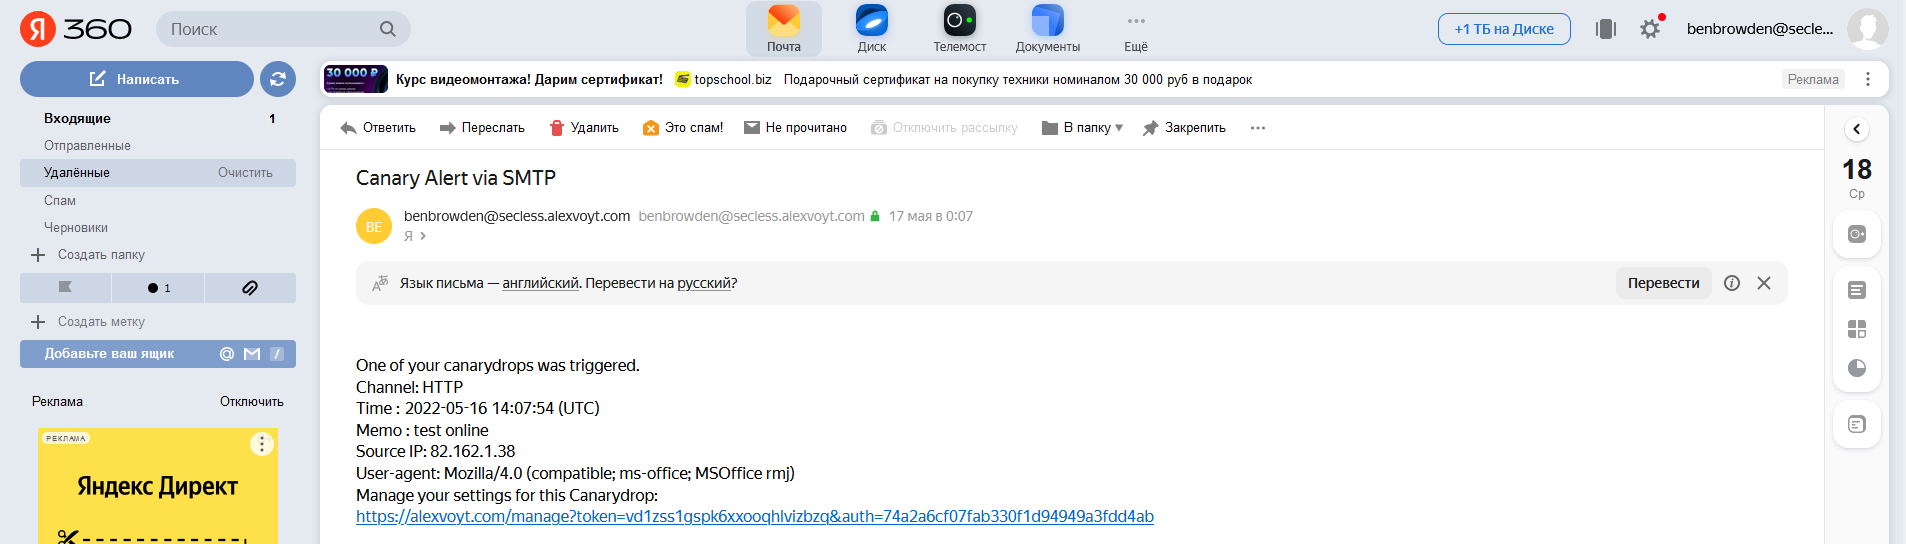 Я 360
Поиск
Почта
Диск
Телемост
Документы
Ещё
+1 ТБ на Диске
benbrowden@secle...
Написать
30 000 ₽
Курс видеомонтажа! Дарим сертификат!
topschool.biz
Подарочный сертификат на покупку техники номиналом 30 000 руб в подарок
Реклама
Входящие 1
Отправленные
Удалённые Очистить
Спам
Черновики
Создать папку
1
Создать метку
Добавьте ваш ящик
Реклама Отключить
РЕКЛАМА
Яндекс Директ
Ответить
Переслать
Удалить
Это спам!
Не прочитано
Отключить рассылку
В папку
Закрепить
Canary Alert via SMTP
BE
benbrowden@secless.alexvoyt.com benbrowden@secless.alexvoyt.com 17 мая в 0:07
Я
Язык письма — английский. Перевести на русский?
Перевести
One of your canarydrops was triggered.
Channel: HTTP
Time : 2022-05-16 14:07:54 (UTC)
Memo : test online
Source IP: 82.162.1.38
User-agent: Mozilla/4.0 (compatible; ms-office; MSOffice rmj)
Manage your settings for this Canarydrop:
https://alexvoyt.com/manage?token=vd1zss1gspk6xxooqhlvizbzq&auth=74a2a6cf07fab330f1d94949a3fdd4ab
18
Ср